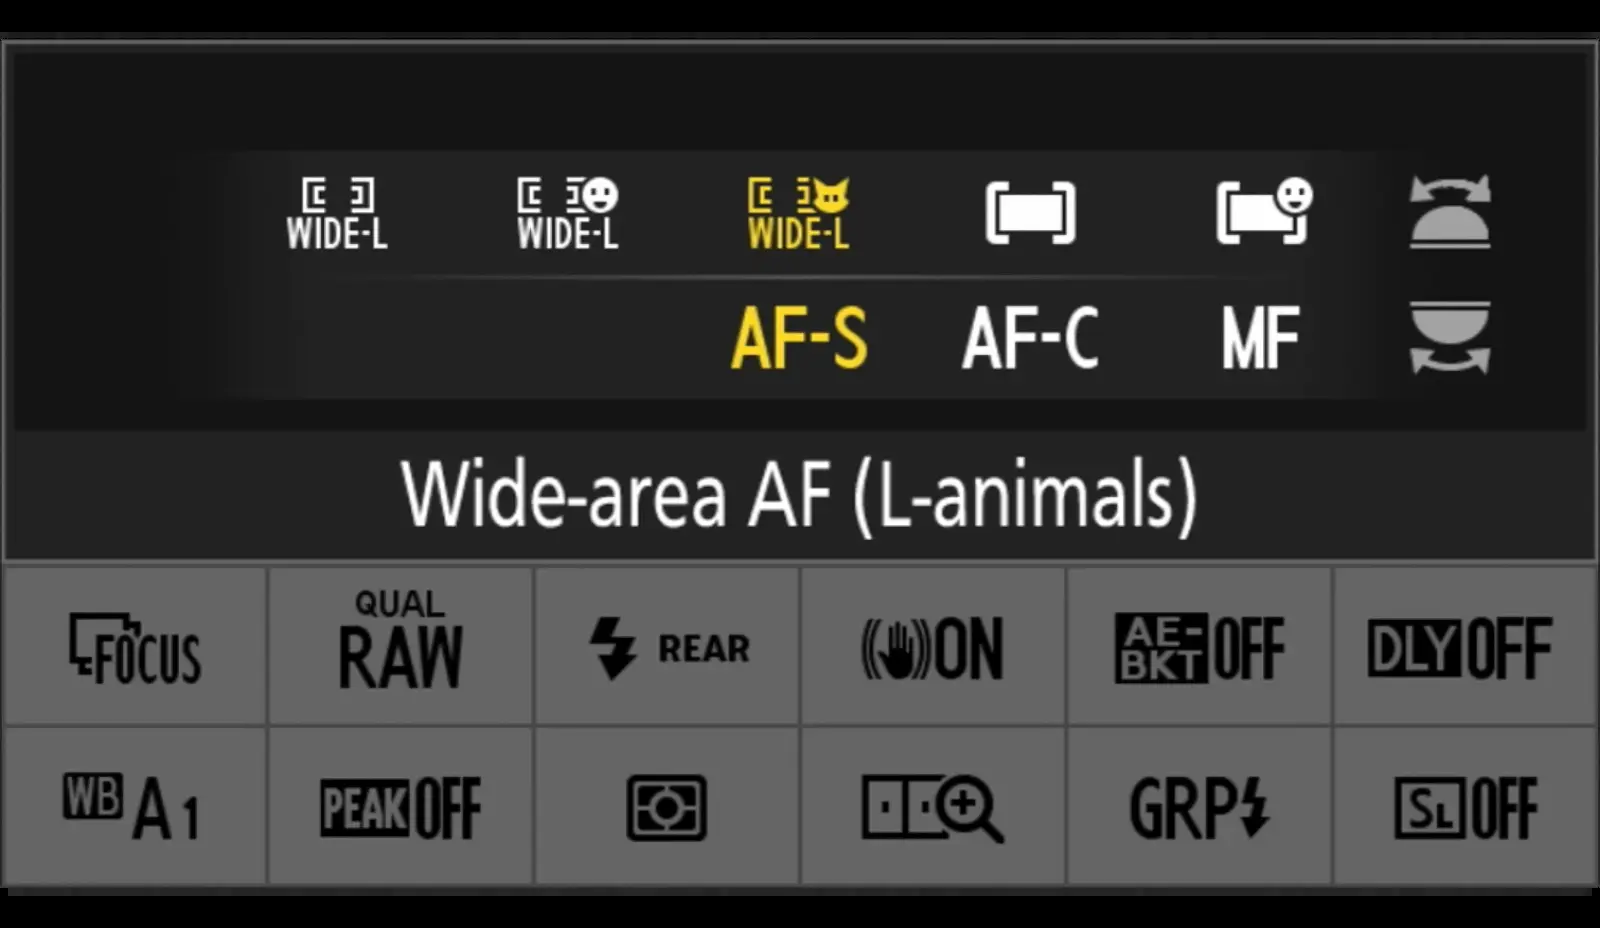 WIDE-L WIDE-L WIDE-L
AF-S AF-C MF
Wide-area AF (L-animals)
FOCUS QUAL RAW REAR ON AE-BKT OFF DLY OFF
WB A1 PEAK OFF GRP SL OFF